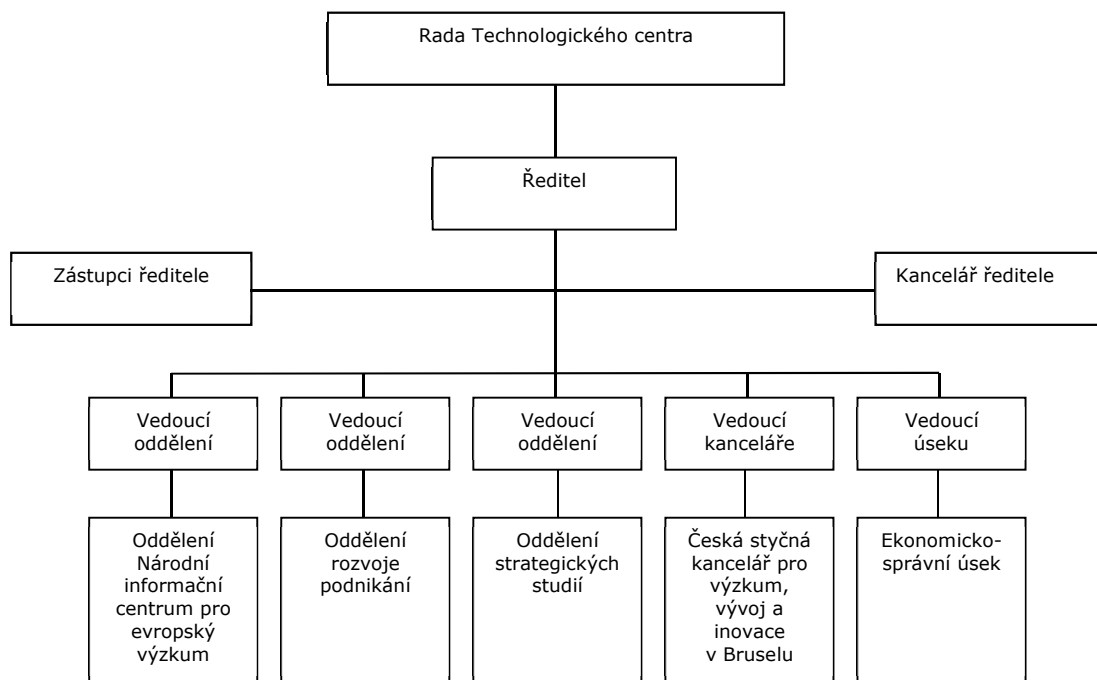 Rada Technologického centra
Ředitel
Zástupci ředitele
Kancelář ředitele
Vedoucí
oddělení
Vedoucí
oddělení
Vedoucí
oddělení
Vedoucí
kanceláře
Vedoucí
úseku
Oddělení
Národní
informační
centrum pro
evropský
výzkum
Oddělení
rozvoje
podnikání
Oddělení
strategických
studií
Česká styčná
kancelář pro
výzkum,
vývoj a
inovace
v Bruselu
Ekonomicko-
správní úsek